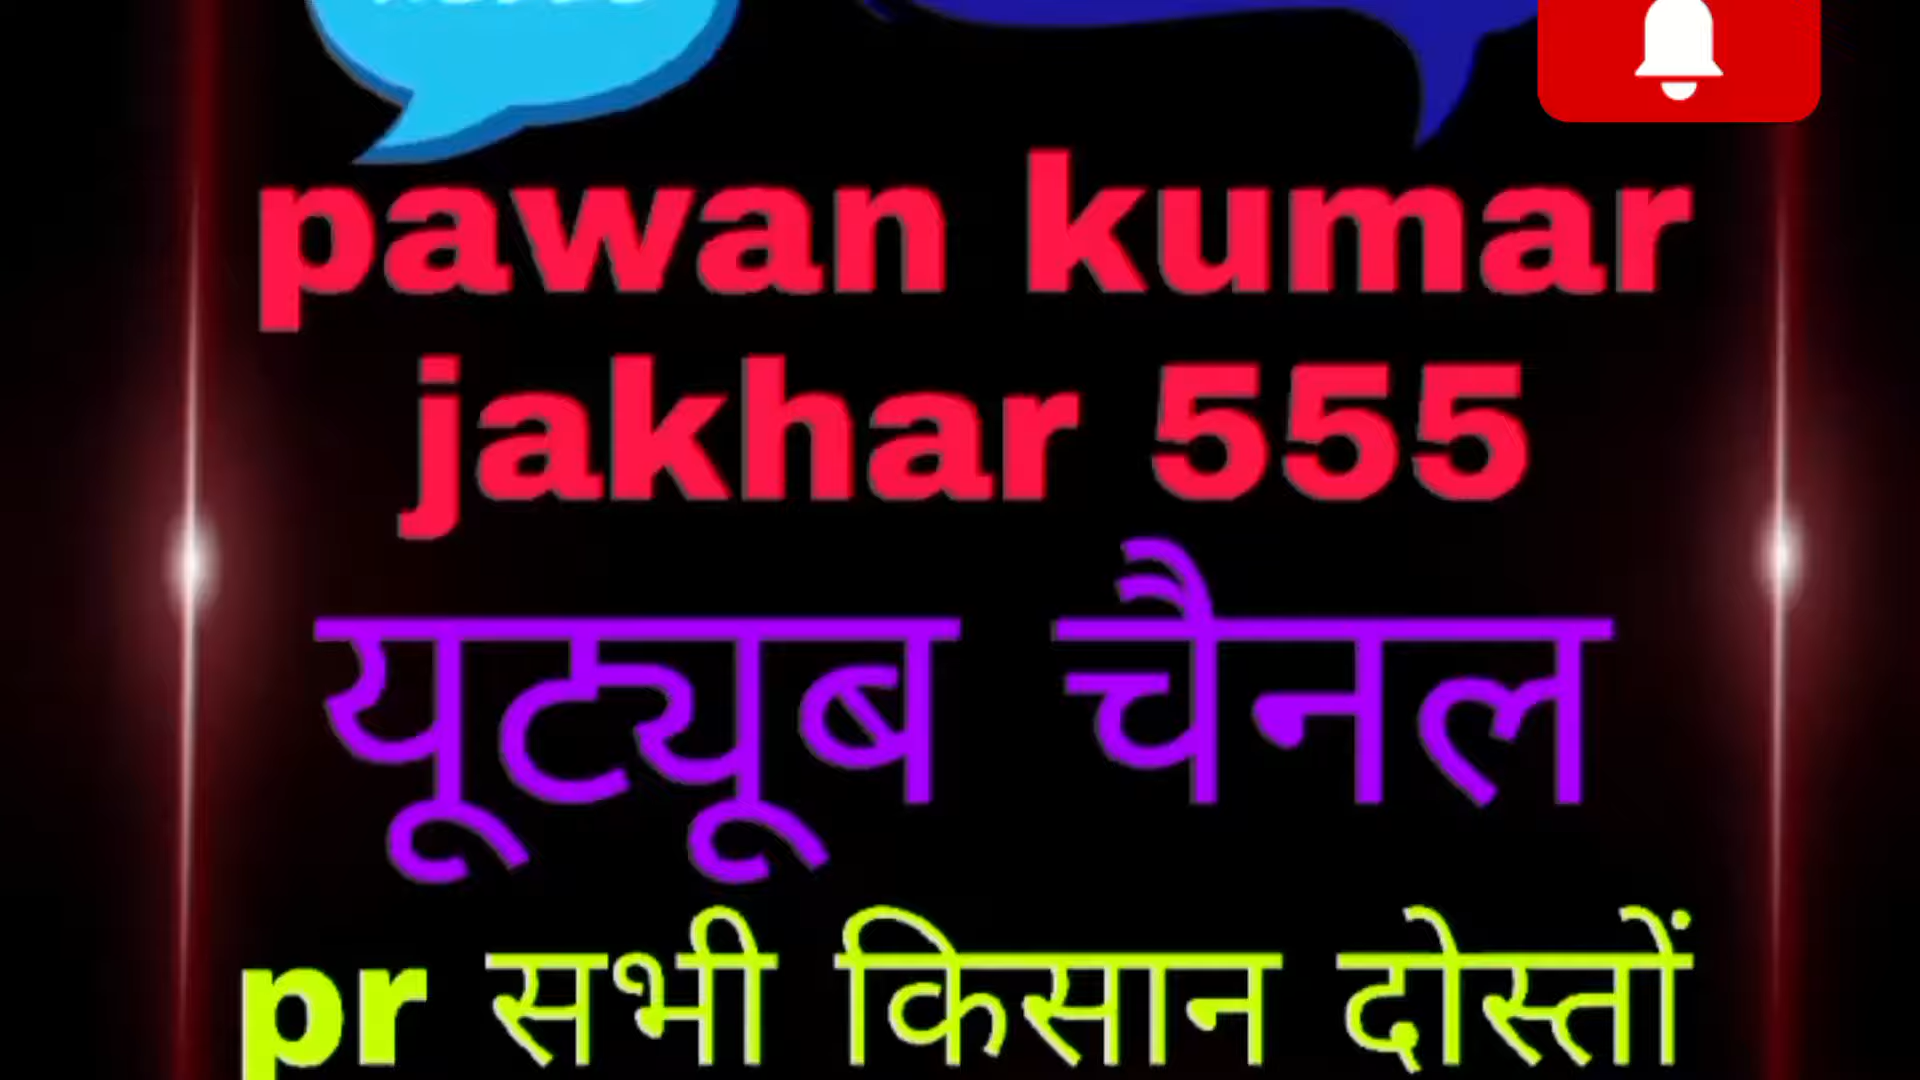 pawan kumar
jakhar 555
यूट्यूब चैनल
pr सभी किसान दोस्तों